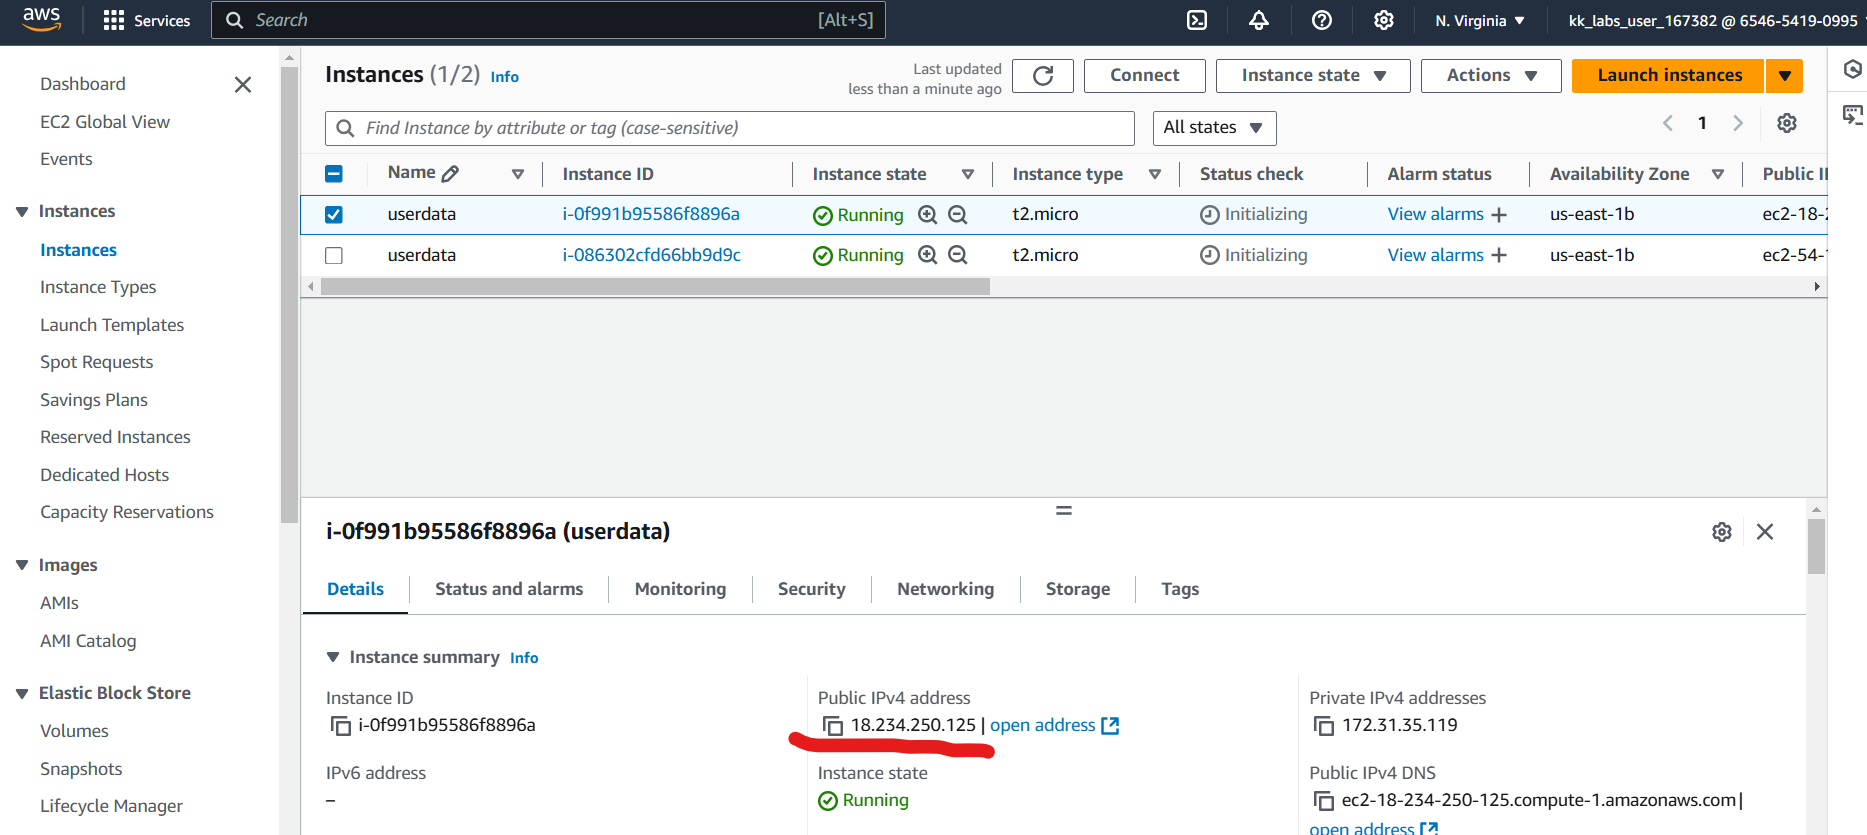 aws Services Search [Alt+S] N. Virginia kk_labs_user_167382 @ 6546-5419-0995
Dashboard
EC2 Global View
Events
Instances
Instances
Instance Types
Launch Templates
Spot Requests
Savings Plans
Reserved Instances
Dedicated Hosts
Capacity Reservations
Images
AMIs
AMI Catalog
Elastic Block Store
Volumes
Snapshots
Lifecycle Manager
Instances (1/2) Info
Last updated
less than a minute ago
Connect Instance state Actions Launch instances
Find Instance by attribute or tag (case-sensitive) All states 1
Name Instance ID Instance state Instance type Status check Alarm status Availability Zone Public I
userdata i-0f991b95586f8896a Running t2.micro Initializing View alarms us-east-1b ec2-18-2
userdata i-086302cfd66bb9d9c Running t2.micro Initializing View alarms us-east-1b ec2-54-
i-0f991b95586f8896a (userdata)
Details Status and alarms Monitoring Security Networking Storage Tags
Instance summary Info
Instance ID
i-0f991b95586f8896a
Public IPv4 address
18.234.250.125 | open address
Private IPv4 addresses
172.31.35.119
IPv6 address
–
Instance state
Running
Public IPv4 DNS
ec2-18-234-250-125.compute-1.amazonaws.com |
open address